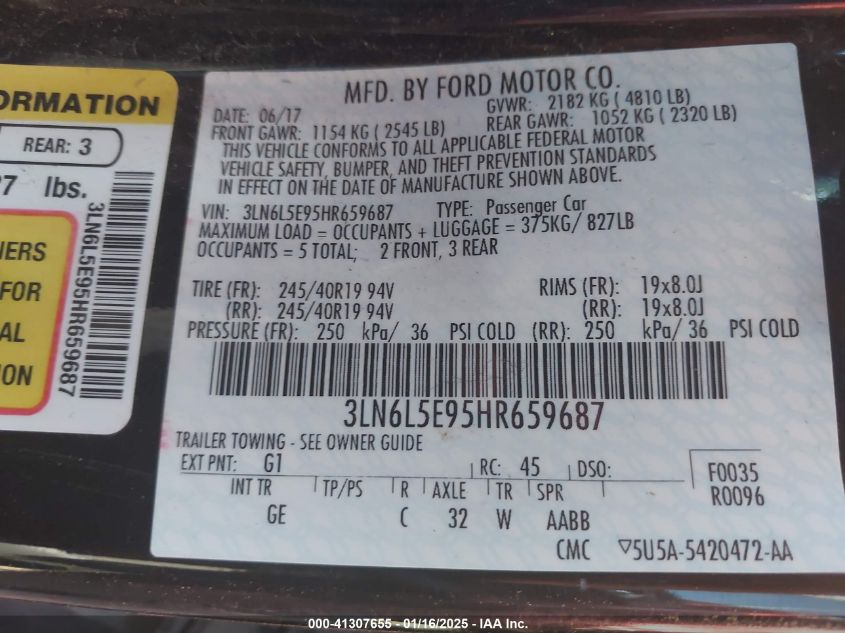 ORMATION
REAR: 3
7 lbs.
NIERS
FOR
AL
ION
3LN6L5E95HR659687
MFD. BY FORD MOTOR CO.
DATE: 06/17 GVWR: 2182 KG ( 4810 LB)
FRONT GAWR: 1154 KG ( 2545 LB) REAR GAWR: 1052 KG ( 2320 LB)
THIS VEHICLE CONFORMS TO ALL APPLICABLE FEDERAL MOTOR
VEHICLE SAFETY, BUMPER, AND THEFT PREVENTION STANDARDS
IN EFFECT ON THE DATE OF MANUFACTURE SHOWN ABOVE.
VIN: 3LN6L5E95HR659687 TYPE: Passenger Car
MAXIMUM LOAD = OCCUPANTS + LUGGAGE = 375KG/ 827LB
OCCUPANTS = 5 TOTAL; 2 FRONT, 3 REAR
TIRE (FR): 245/40R19 94V RIMS (FR): 19x8.0J
(RR): 245/40R19 94V (RR): 19x8.0J
PRESSURE (FR): 250 kPa/ 36 PSI COLD (RR): 250 kPa/ 36 PSI COLD
3LN6L5E95HR659687
TRAILER TOWING - SEE OWNER GUIDE
EXT PNT: G1 RC: 45 DSO: F0035
INT TR TP/PS R AXLE TR SPR R0096
GE C 32 W AABB
CMC ▽5U5A-5420472-AA
000-41307655 - 01/16/2025 - IAA Inc.